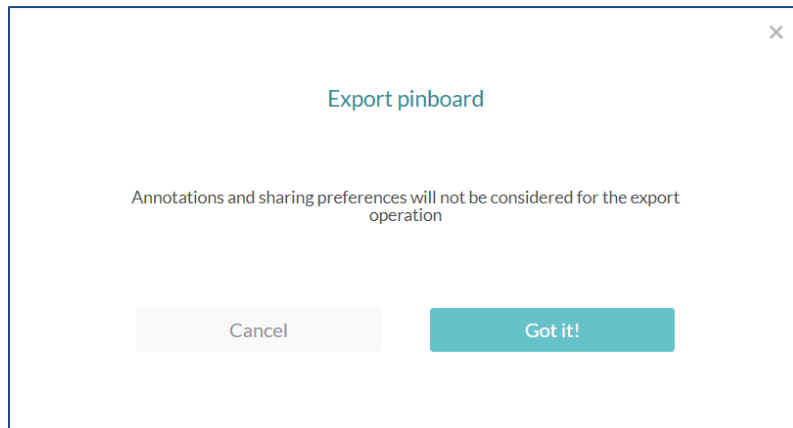 ×
Export pinboard
Annotations and sharing preferences will not be considered for the export
operation
Cancel
Got it!